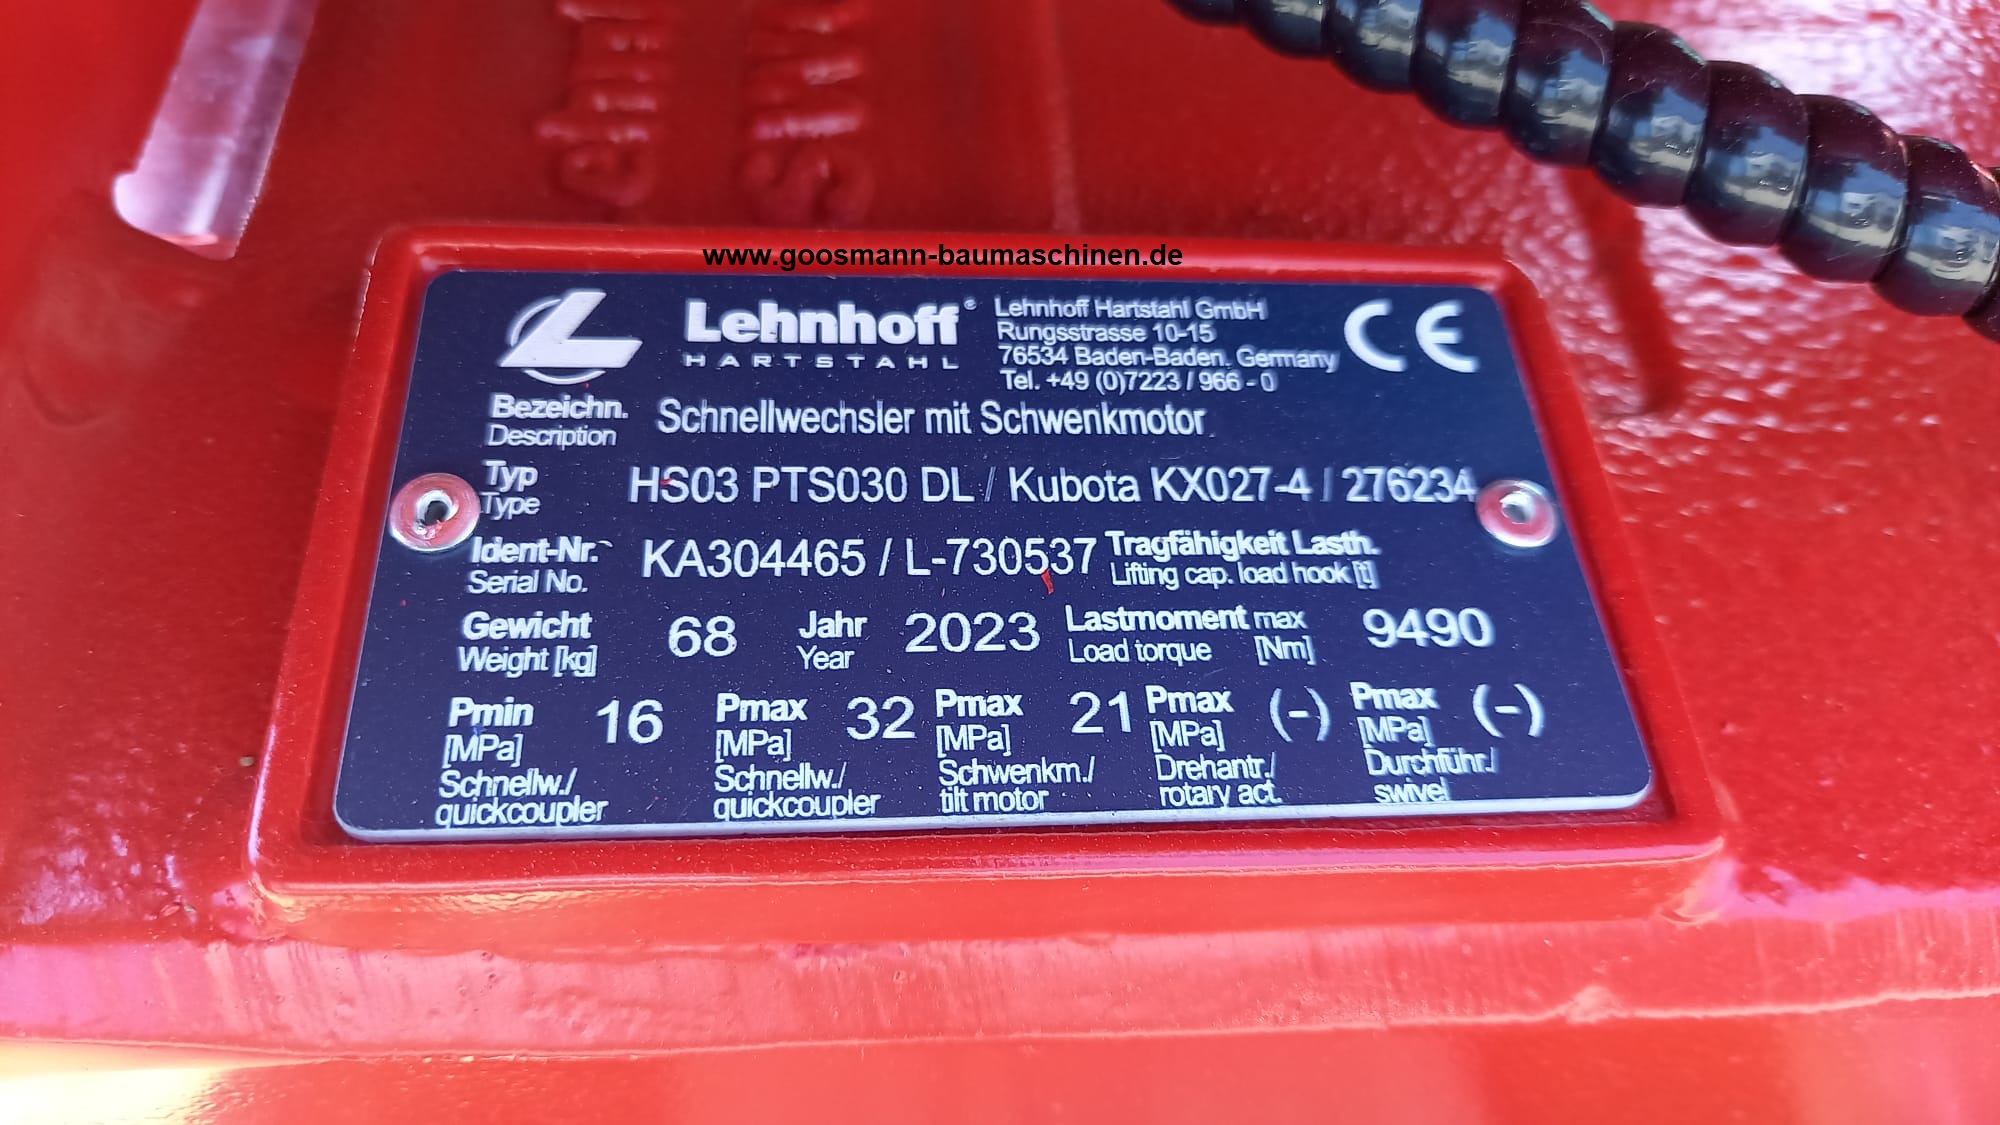 www.goosmann-baumaschinen.de
Lehnhoff®
HARTSTAHL
Lehnhoff Hartstahl GmbH
Rungsstrasse 10-15
76534 Baden-Baden, Germany
Tel. +49 (0)7223 / 966 - 0
CE
Bezeichn. Schnellwechsler mit Schwenkmotor
Description
Typ HS03 PTS030 DL / Kubota KX027-4 / 276234
Type
Ident-Nr. KA304465 / L-730537 Tragfähigkeit Lasth.
Serial No. Lifting cap. load hook [t]
Gewicht 68 Jahr 2023 Lastmoment max 9490
Weight [kg] Year Load torque [Nm]
Pmin 16 Pmax 32 Pmax 21 Pmax (-) Pmax (-)
[MPa] [MPa] [MPa] [MPa] [MPa]
Schnellw./ Schnellw./ Schwenkm./ Drehantr./ Durchführ./
quickcoupler quickcoupler tilt motor rotary act. swivel